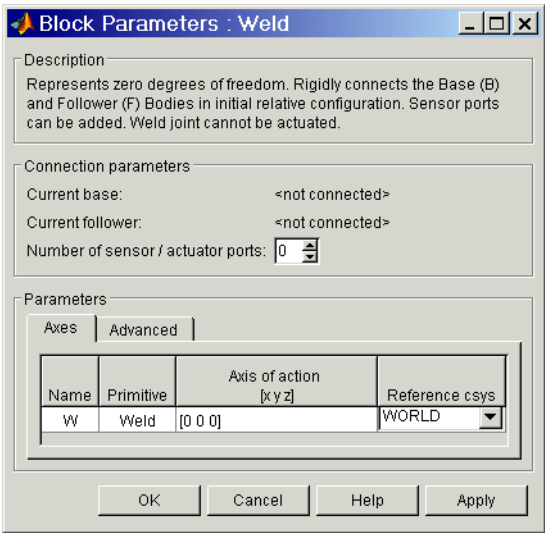 Block Parameters : Weld
Description
Represents zero degrees of freedom. Rigidly connects the Base (B)
and Follower (F) Bodies in initial relative configuration. Sensor ports
can be added. Weld joint cannot be actuated.
Connection parameters
Current base: <not connected>
Current follower: <not connected>
Number of sensor / actuator ports: 0
Parameters
Axes Advanced
Name Primitive Axis of action [x y z] Reference csys
W Weld [0 0 0] WORLD
OK Cancel Help Apply